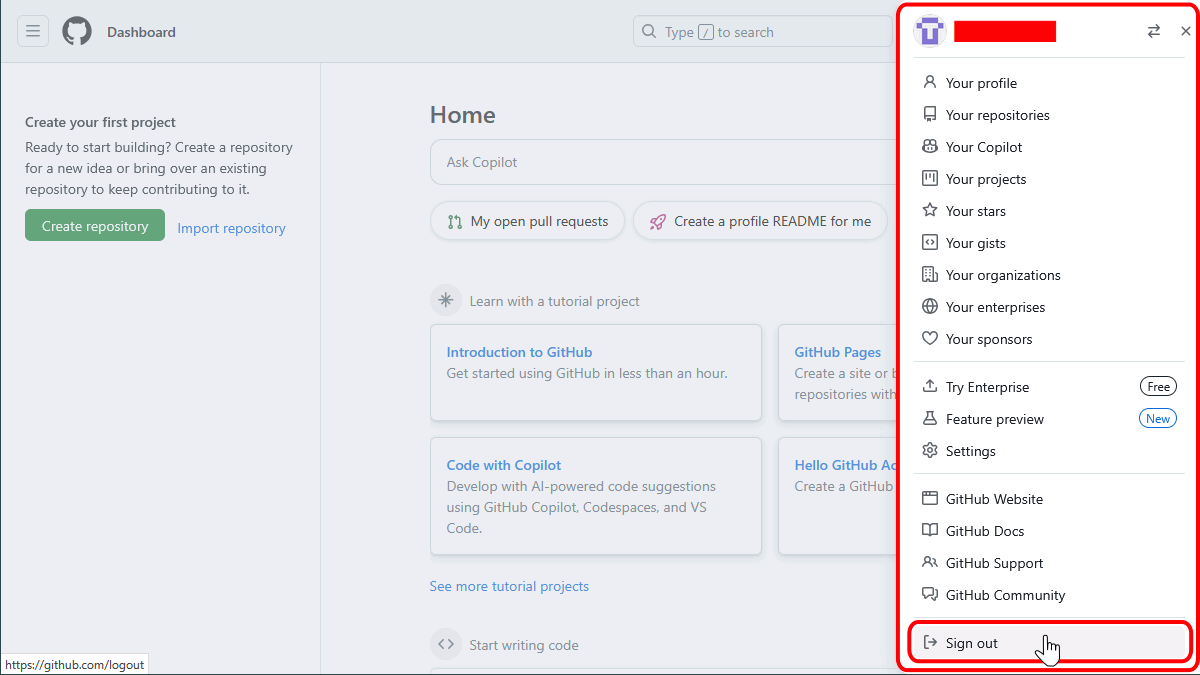 Dashboard
Type / to search
Create your first project
Ready to start building? Create a repository
for a new idea or bring over an existing
repository to keep contributing to it.
Create repository
Import repository
Home
Ask Copilot
My open pull requests
Create a profile README for me
Learn with a tutorial project
Introduction to GitHub
Get started using GitHub in less than an hour.
GitHub Pages
Create a site or
repositories with
Code with Copilot
Develop with AI-powered code suggestions
using GitHub Copilot, Codespaces, and VS
Code.
Hello GitHub
Create a GitHub
See more tutorial projects
Start writing code
https://github.com/logout
Your profile
Your repositories
Your Copilot
Your projects
Your stars
Your gists
Your organizations
Your enterprises
Your sponsors
Try Enterprise
Free
Feature preview
New
Settings
GitHub Website
GitHub Docs
GitHub Support
GitHub Community
Sign out